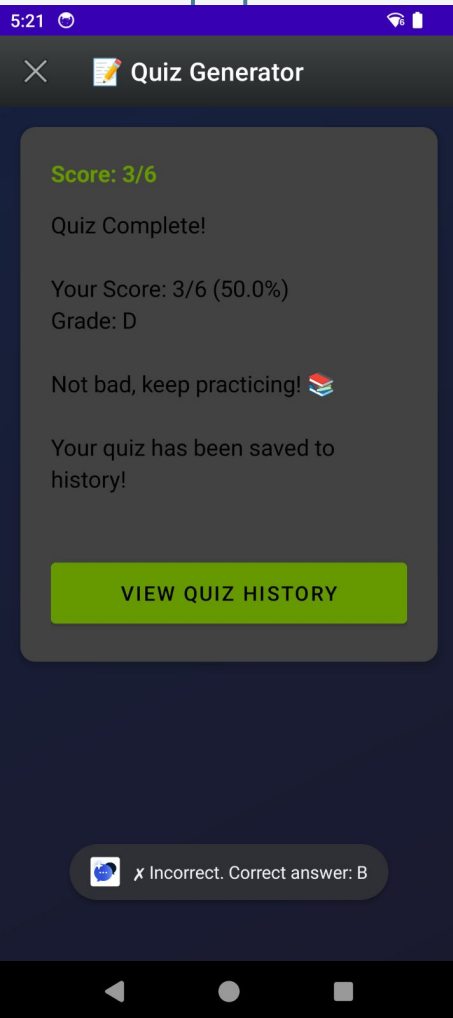 5:21
📝 Quiz Generator
Score: 3/6
Quiz Complete!
Your Score: 3/6 (50.0%)
Grade: D
Not bad, keep practicing! 📚
Your quiz has been saved to
history!
VIEW QUIZ HISTORY
✗ Incorrect. Correct answer: B